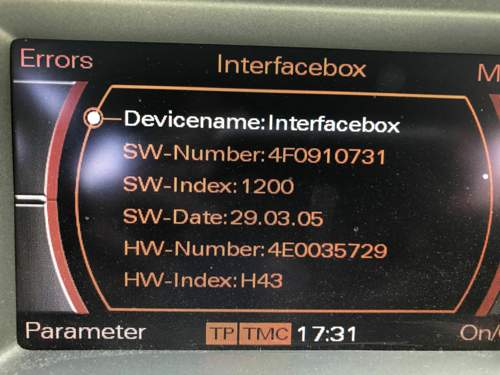 Errors Interfacebox M
Devicename: Interfacebox
SW-Number: 4F0910731
SW-Index: 1200
SW-Date: 29.03.05
HW-Number: 4E0035729
HW-Index: H43
Parameter TP TMC 17:31 On/